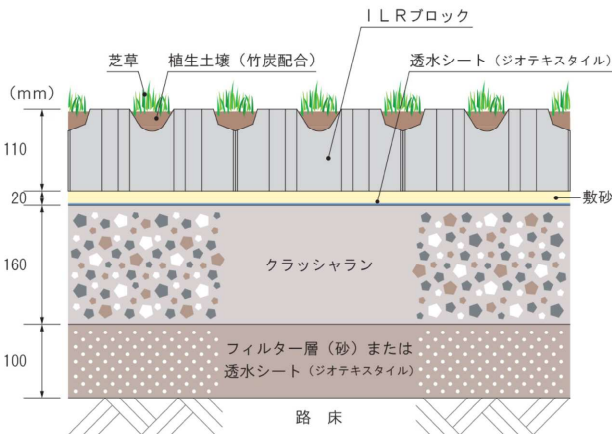 ILRブロック
芝草
植生土壌（竹炭配合）
透水シート（ジオテキスタイル）
(mm)
110
20
敷砂
160
クラッシャラン
100
フィルター層（砂）または
透水シート（ジオテキスタイル）
路床